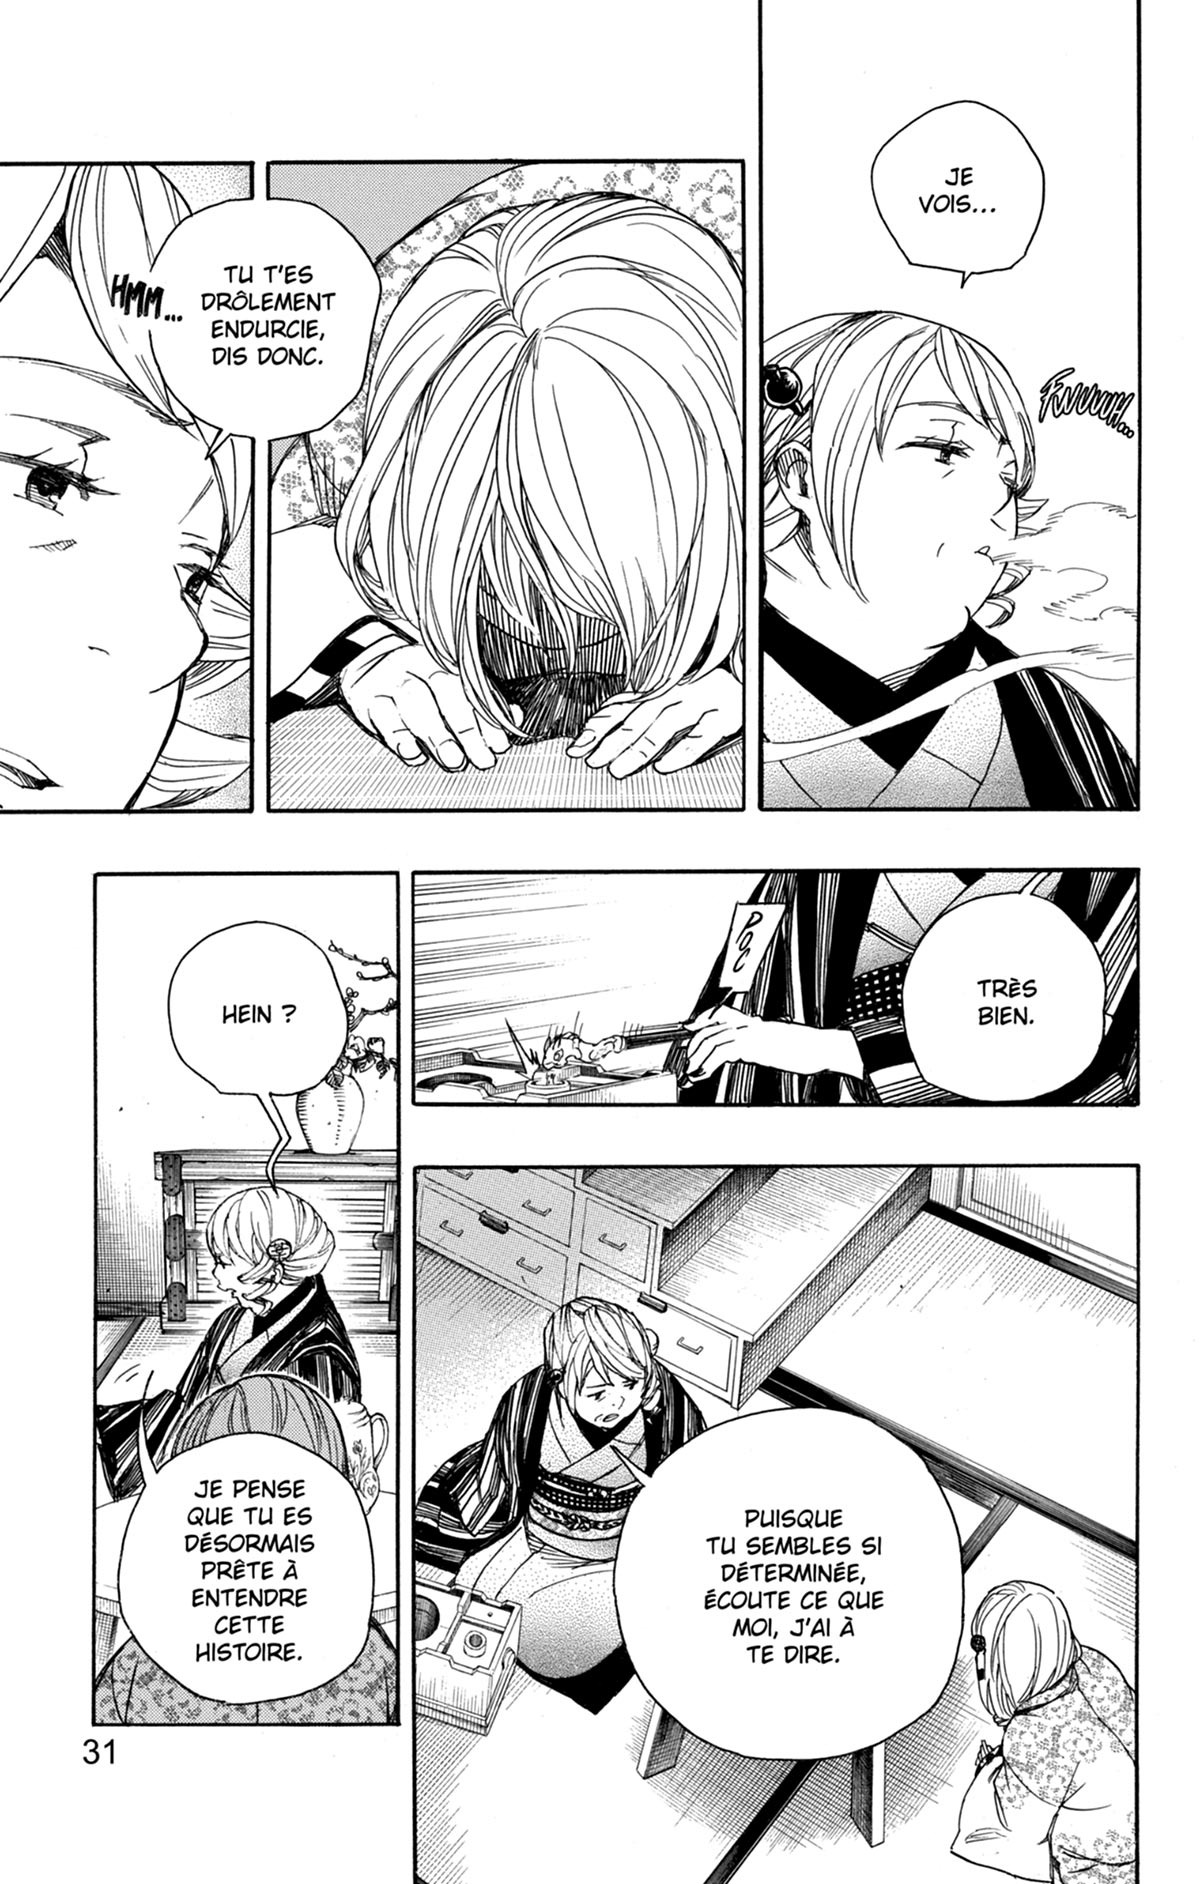 JE
VOIS...
FWUUUH...
TU T'ES
DRÔLEMENT
ENDURCIE,
DIS DONC.
HMM...
TRÈS
BIEN.
POC
PUISQUE
TU SEMBLES SI
DÉTERMINÉE,
ÉCOUTE CE QUE
MOI, J'AI À
TE DIRE.
HEIN ?
JE PENSE
QUE TU ES
DÉSORMAIS
PRÊTE À
ENTENDRE
CETTE
HISTOIRE.
31